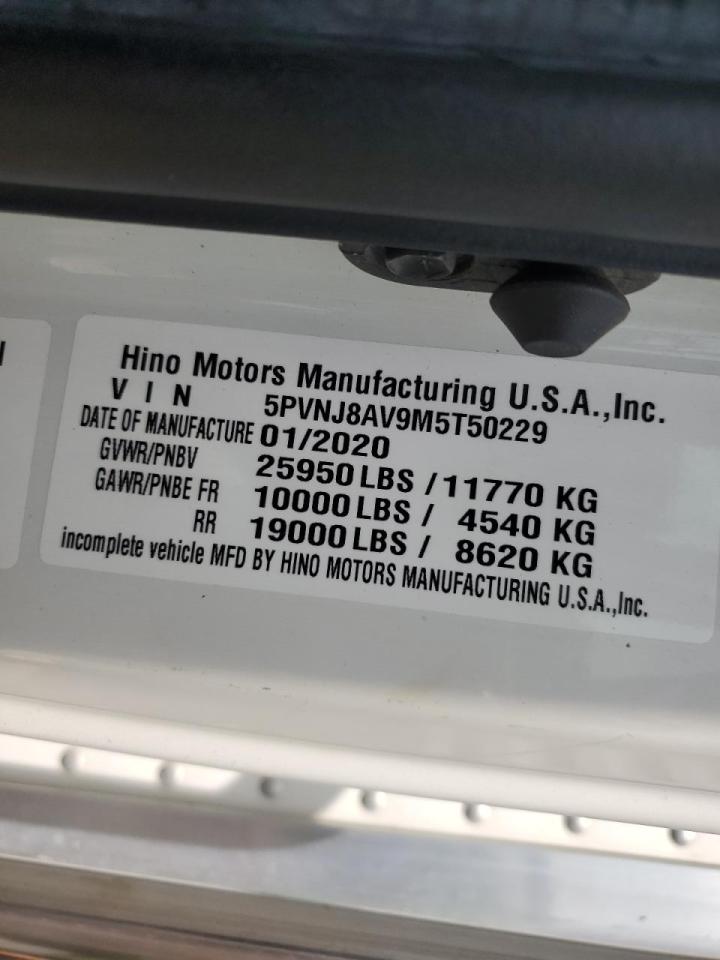 Hino Motors Manufacturing U.S.A.,Inc.
V I N 5PVNJ8AV9M5T50229
DATE OF MANUFACTURE 01/2020
GVWR/PNBV 25950 LBS / 11770 KG
GAWR/PNBE FR 10000 LBS / 4540 KG
RR 19000 LBS / 8620 KG
incomplete vehicle MFD BY HINO MOTORS MANUFACTURING U.S.A.,Inc.